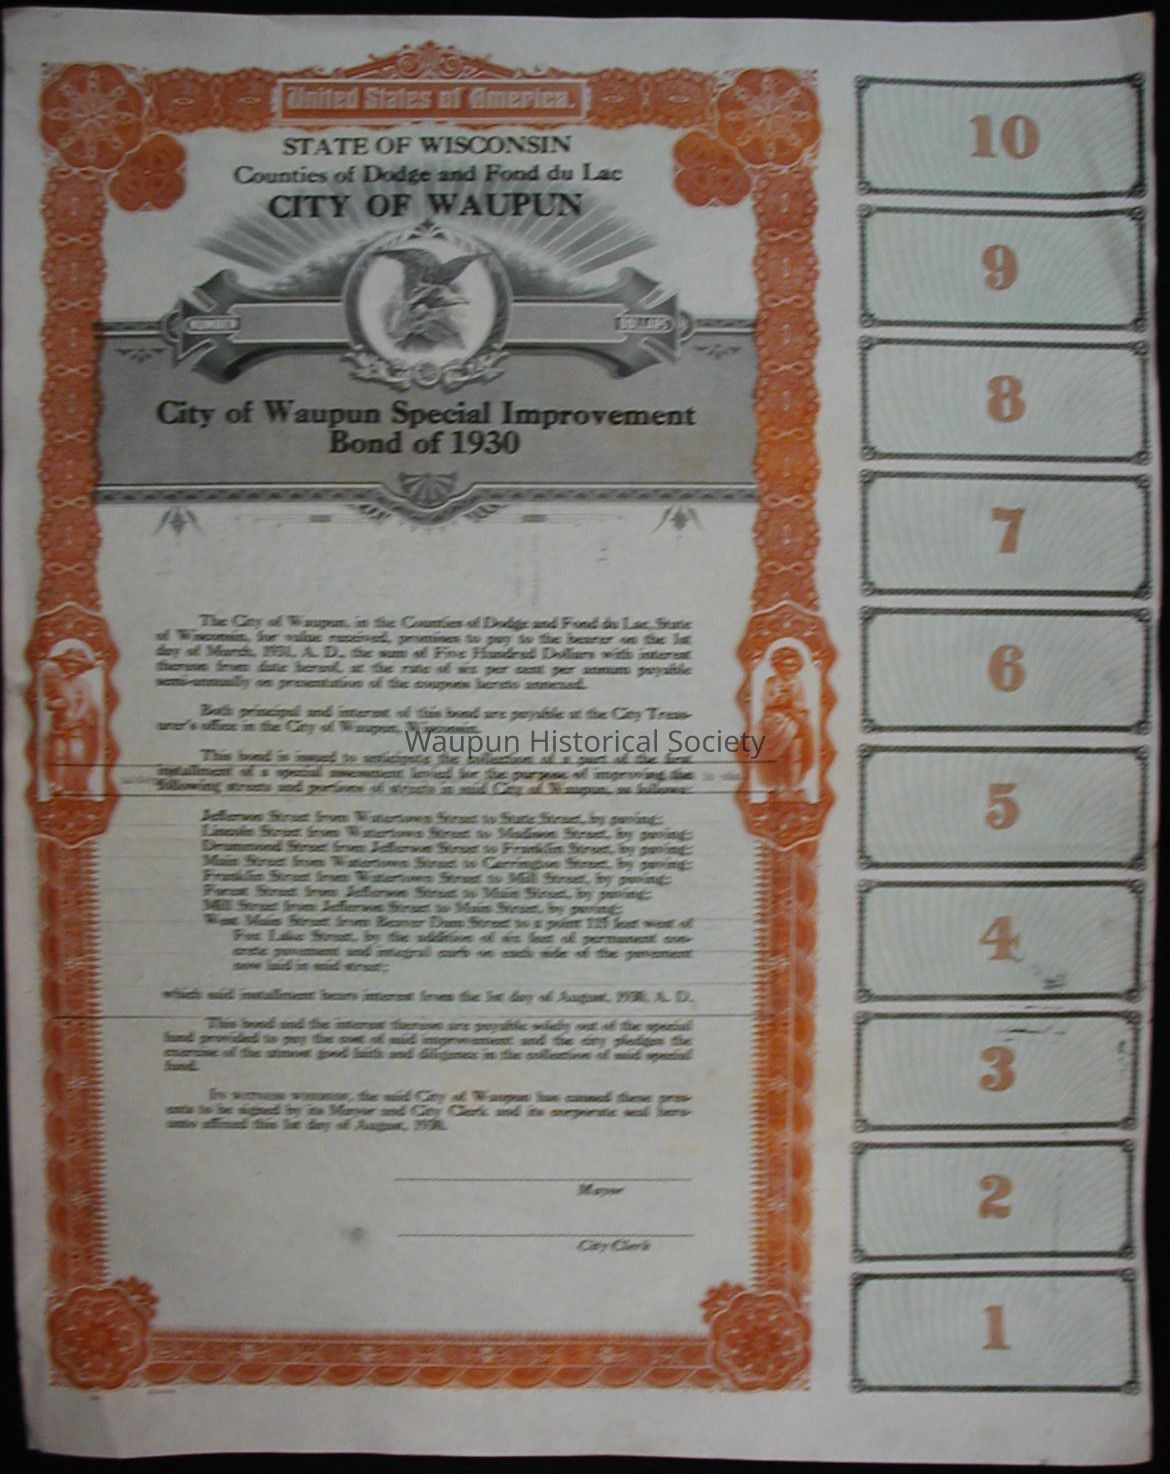 United States of America.
STATE OF WISCONSIN
Counties of Dodge and Fond du Lac
CITY OF WAUPUN
NUMBER
DOLLARS
City of Waupun Special Improvement
Bond of 1930
The City of Waupun, in the Counties of Dodge and Fond du Lac, State
of Wisconsin, for value received, promises to pay to the bearer on the 1st
day of March, 1931, A. D., the sum of Five Hundred Dollars with interest
thereon from date hereof, at the rate of six per cent per annum payable
semi-annually on presentation of the coupons hereto annexed.
Both principal and interest of this bond are payable at the City Treas-
urer's office in the City of Waupun, Wisconsin.
This bond is issued to anticipate the collection of a part of the first
installment of a special assessment levied for the purpose of improving the
following streets and portions of streets in said City of Waupun, as follows:
Jefferson Street from Watertown Street to State Street, by paving;
Lincoln Street from Watertown Street to Madison Street, by paving;
Drummond Street from Jefferson Street to Franklin Street, by paving;
Main Street from Watertown Street to Carrington Street, by paving;
Franklin Street from Watertown Street to Mill Street, by paving;
Forest Street from Jefferson Street to Main Street, by paving;
Mill Street from Jefferson Street to Main Street, by paving;
West Main Street from Beaver Dam Street to a point 125 feet west of
Fox Lake Street, by the addition of six feet of permanent con-
crete pavement and integral curb on each side of the pavement
now laid in said street;
which said installment bears interest from the 1st day of August, 1930, A. D.
This bond and the interest thereon are payable solely out of the special
fund provided to pay the cost of said improvement and the city pledges the
exercise of the utmost good faith and diligence in the collection of said special
fund.
In witness whereof, the said City of Waupun has caused these pres-
ents to be signed by its Mayor and City Clerk and its corporate seal here-
unto affixed this 1st day of August, 1930.
Mayor
City Clerk
10
9
8
7
6
5
4
3
2
1
Waupun Historical Society